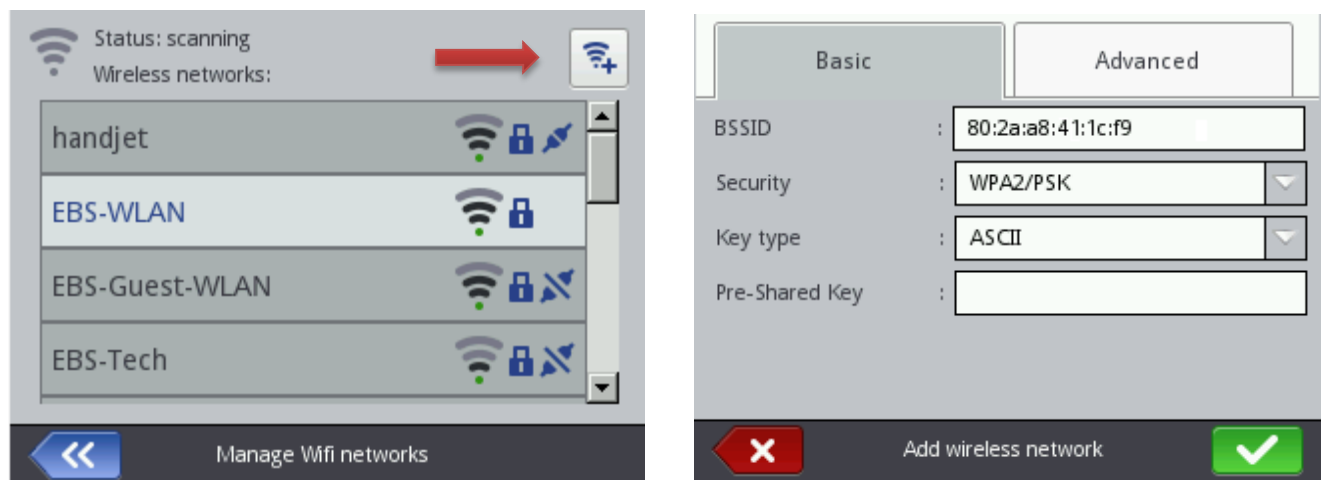 Status: scanning
Wireless networks:
handjet
EBS-WLAN
EBS-Guest-WLAN
EBS-Tech
Manage Wifi networks
Basic
Advanced
BSSID : 80:2a:a8:41:1c:f9
Security : WPA2/PSK
Key type : ASCII
Pre-Shared Key :
Add wireless network